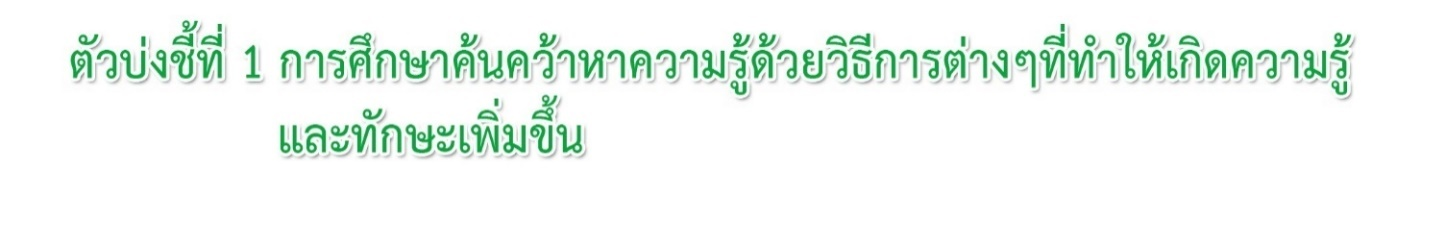 ตัวบ่งชี้ที่ 1 การศึกษาค้นคว้าหาความรู้ด้วยวิธีการต่างๆที่ทำให้เกิดความรู้
และทักษะเพิ่มขึ้น